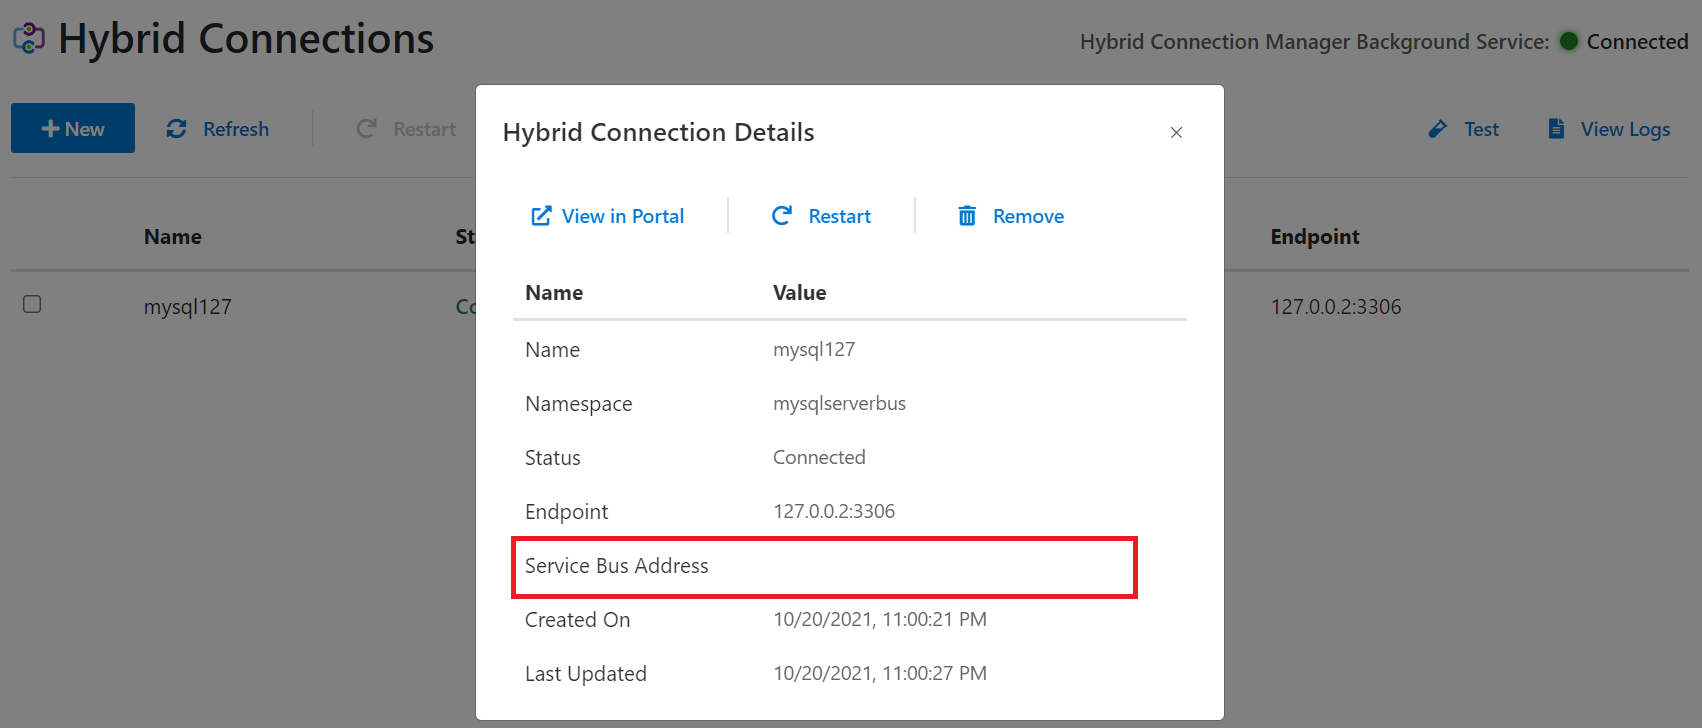 Hybrid Connections
Hybrid Connection Manager Background Service: Connected
New Refresh Restart Test View Logs
Hybrid Connection Details
View in Portal Restart Remove
Name St Endpoint
mysql127 Co 127.0.0.2:3306
Name Value
Name mysql127
Namespace mysqlserverbus
Status Connected
Endpoint 127.0.0.2:3306
Service Bus Address
Created On 10/20/2021, 11:00:21 PM
Last Updated 10/20/2021, 11:00:27 PM